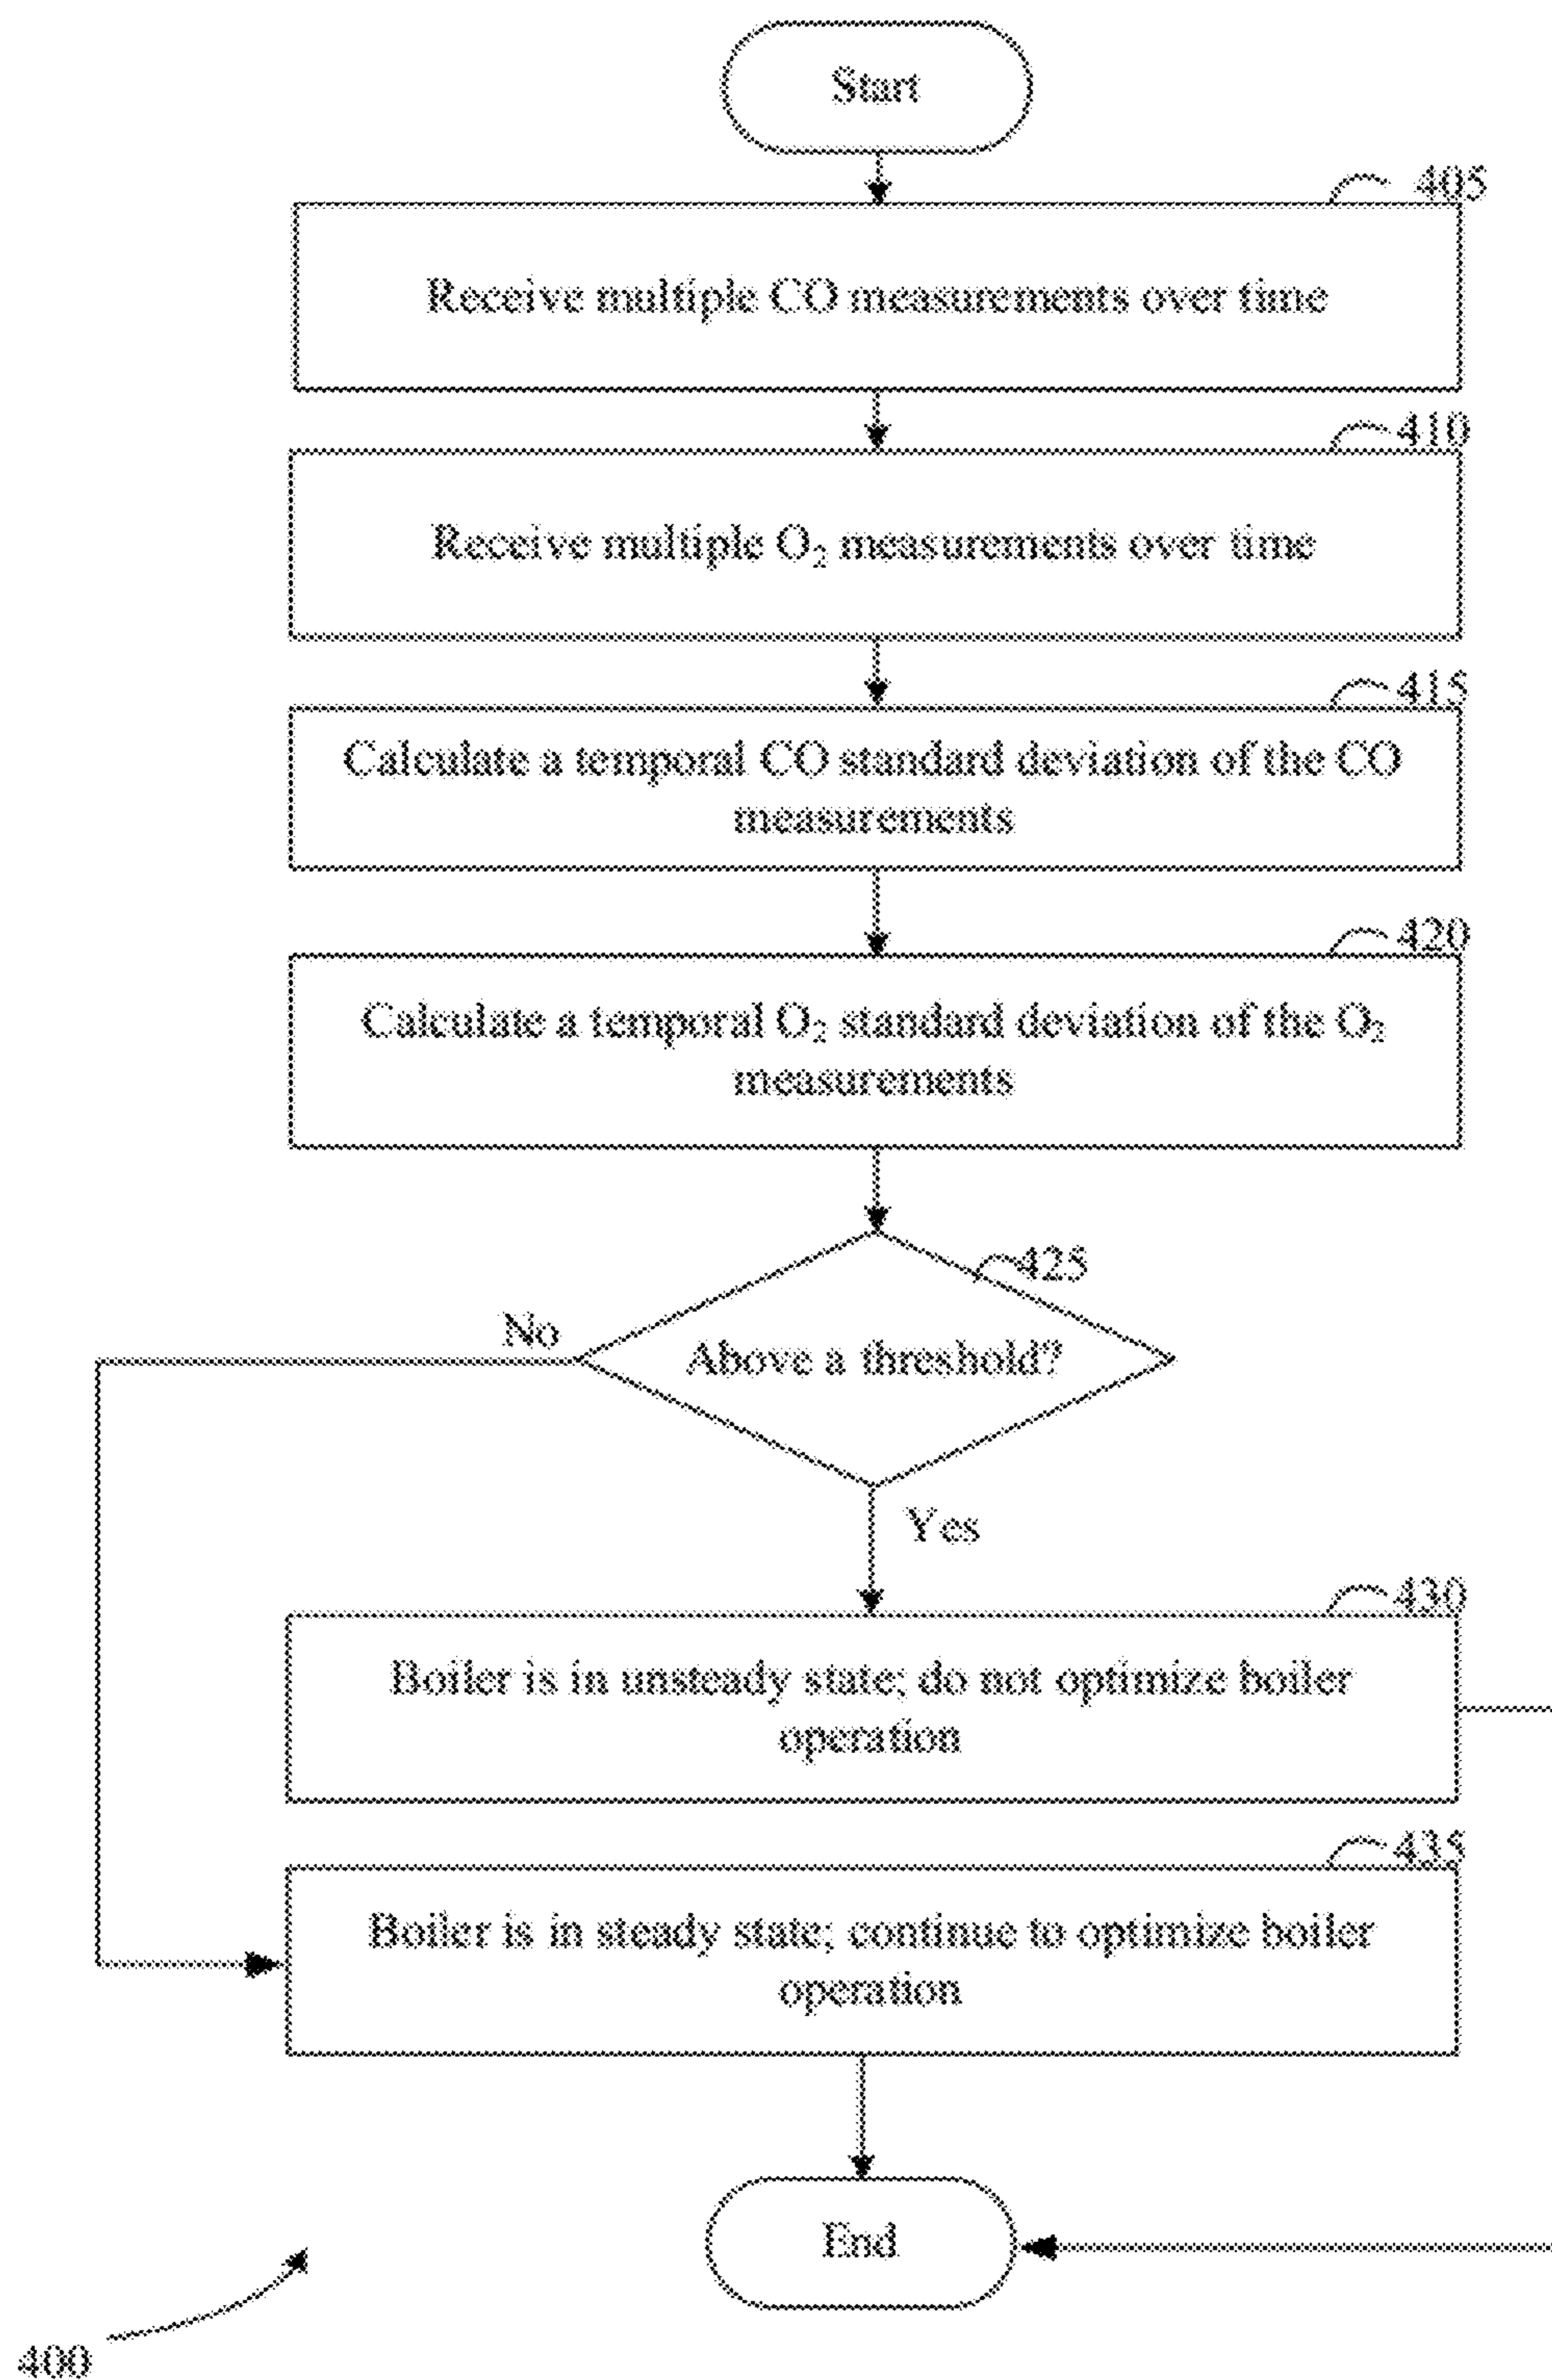 Start
405
Receive multiple CO measurements over time
410
Receive multiple O₂ measurements over time
415
Calculate a temporal CO standard deviation of the CO
measurements
420
Calculate a temporal O₂ standard deviation of the O₂
measurements
425
No
Above a threshold?
Yes
430
Boiler is in unsteady state; do not optimize boiler
operation
435
Boiler is in steady state; continue to optimize boiler
operation
End
400